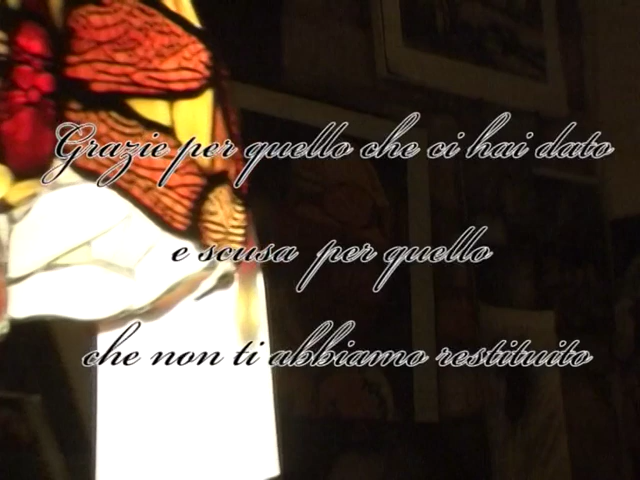 Grazie per quello che ci hai dato
e scusa per quello
che non ti abbiamo restituito